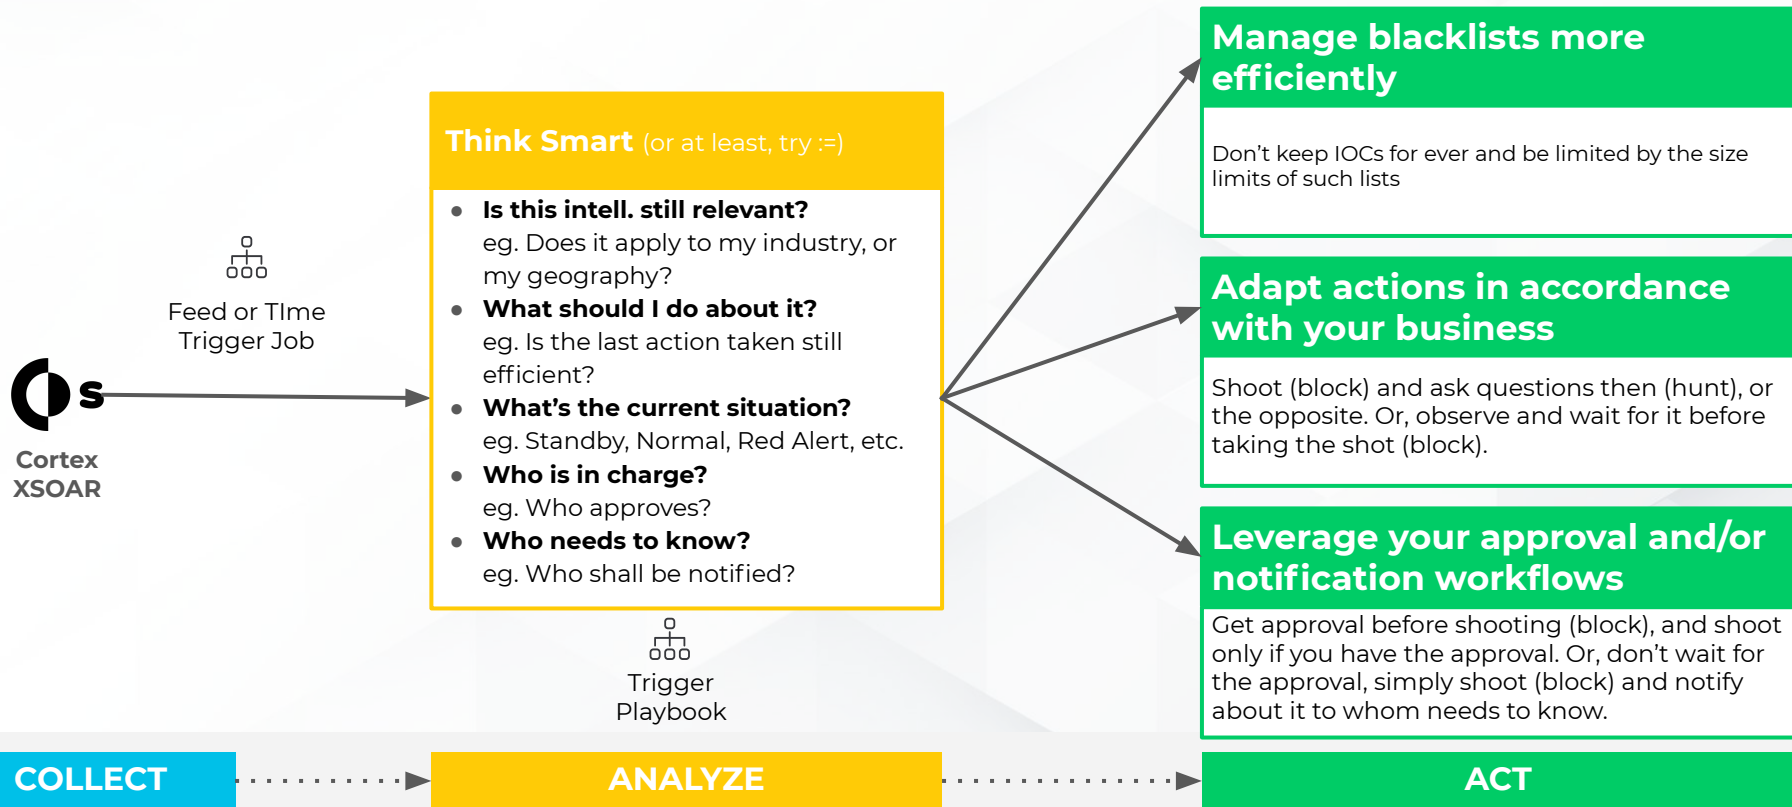 Feed or TIme
Trigger Job
s
Cortex
XSOAR
Think Smart (or at least, try :=)
● Is this intell. still relevant?
eg. Does it apply to my industry, or
my geography?
● What should I do about it?
eg. Is the last action taken still
efficient?
● What’s the current situation?
eg. Standby, Normal, Red Alert, etc.
● Who is in charge?
eg. Who approves?
● Who needs to know?
eg. Who shall be notified?
Trigger
Playbook
Manage blacklists more
efficiently
Don’t keep IOCs for ever and be limited by the size
limits of such lists
Adapt actions in accordance
with your business
Shoot (block) and ask questions then (hunt), or
the opposite. Or, observe and wait for it before
taking the shot (block).
Leverage your approval and/or
notification workflows
Get approval before shooting (block), and shoot
only if you have the approval. Or, don’t wait for
the approval, simply shoot (block) and notify
about it to whom needs to know.
COLLECT
ANALYZE
ACT